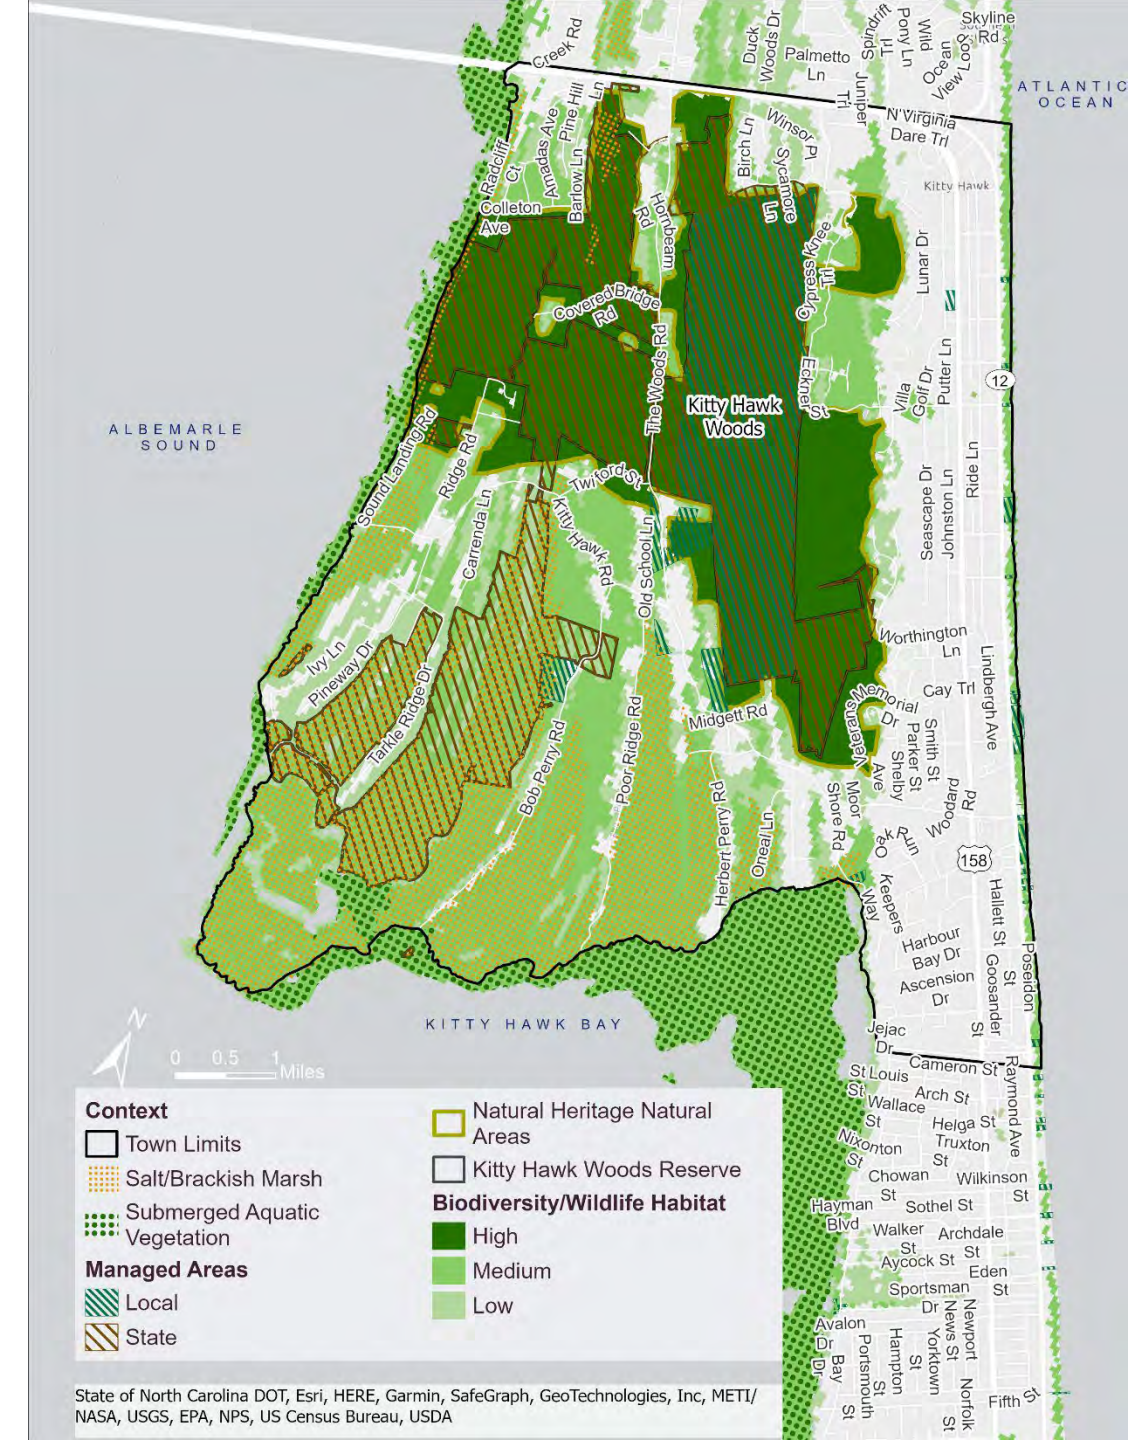 Skyline
Rd
Spindrift
Trl
Pony Ln
Wild
Ocean
View Loop
Duck
Woods Dr
Palmetto
Ln
Creek Rd
ATLANTIC
OCEAN
Juniper
Trl
N Virginia
Dare Trl
Pine Hill
Ln
Amadas Ave
Barlow Ln
Radcliff
Ct
Birch Ln
Winsor Pl
Sycamore
Ln
Kitty Hawk
Colleton
Ave
Hornbeam
Rd
Cypress Knee
Trl
Lunar Dr
Covered Bridge
Rd
The Woods Rd
Eckner
St
Villa
Golf Dr
Putter Ln
12
Kitty Hawk
Woods
ALBEMARLE
SOUND
Sound Landing Rd
Ridge Rd
Carrenda Ln
Twiford St
Kitty Hawk Rd
Old School Ln
Seascape Dr
Johnston Ln
Ride Ln
Ivy Ln
Pineway Dr
Tarkle Ridge Dr
Bob Perry Rd
Poor Ridge Rd
Midgett Rd
Herbert Perry Rd
Oneal Ln
Worthington
Ln
Lindbergh Ave
Gay Trl
Veterans
Memorial
Dr
Smith St
Parker St
Shelby
Ave
Moor
Shore Rd
Woodard
Rd
Oak Run
158
Keepers
Way
Hallett St
Harbour
Bay Dr
Ascension
Dr
Goosander
St
Poseidon
St
KITTY HAWK BAY
Jejac
Dr
Cameron St
Raymond Ave
St Louis
St
Arch St
Wallace
St
Helga St
Truxton
St
Nixonton
St
Chowan
St
Wilkinson
St
Hayman
Blvd
Sothel St
Walker
St
Archdale
St
Aycock St
Eden
St
Sportsman
Dr
Avalon
Dr
Bay
Dr
Portsmouth
St
Hampton
St
Yorktown
St
Newport
News St
Norfolk
St
Fifth St
N
0 0.5 1
Miles
Context
Town Limits
Salt/Brackish Marsh
Submerged Aquatic
Vegetation
Managed Areas
Local
State
Natural Heritage Natural
Areas
Kitty Hawk Woods Reserve
Biodiversity/Wildlife Habitat
High
Medium
Low
State of North Carolina DOT, Esri, HERE, Garmin, SafeGraph, GeoTechnologies, Inc, METI/
NASA, USGS, EPA, NPS, US Census Bureau, USDA